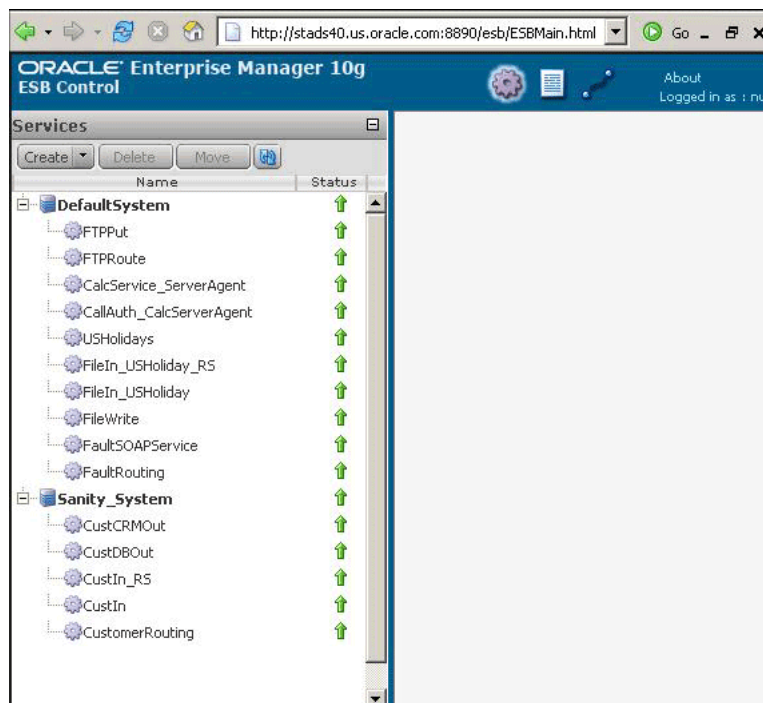 http://stads40.us.oracle.com:8890/esb/ESBMain.html Go
ORACLE Enterprise Manager 10g
ESB Control
About
Logged in as : nu
Services
Create Delete Move
Name Status
DefaultSystem
FTPPut
FTPRoute
CalcService_ServerAgent
CallAuth_CalcServerAgent
USHolidays
FileIn_USHoliday_RS
FileIn_USHoliday
FileWrite
FaultSOAPService
FaultRouting
Sanity_System
CustCRMOut
CustDBOut
CustIn_RS
CustIn
CustomerRouting